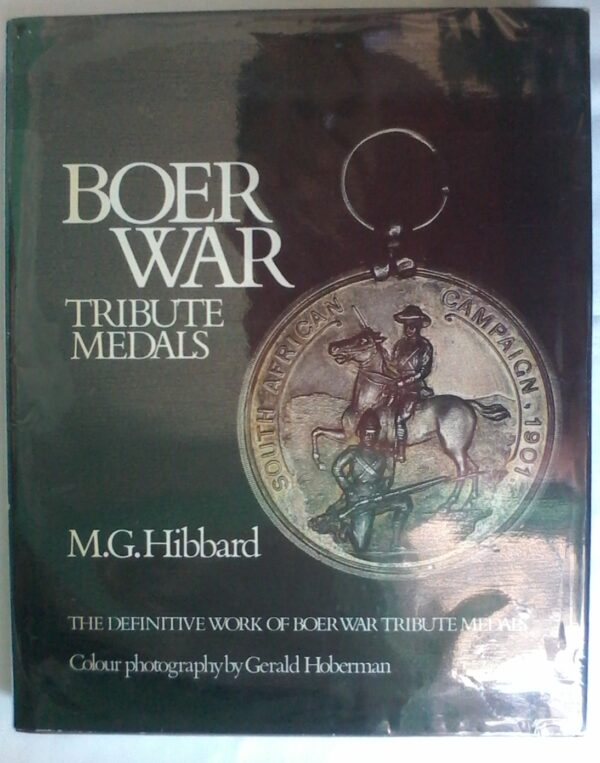 BOER
WAR
TRIBUTE
MEDALS
SOUTH AFRICAN CAMPAIGN, 1901.
M.G. Hibbard
THE DEFINITIVE WORK OF BOER WAR TRIBUTE MEDALS
Colour photography by Gerald Hoberman